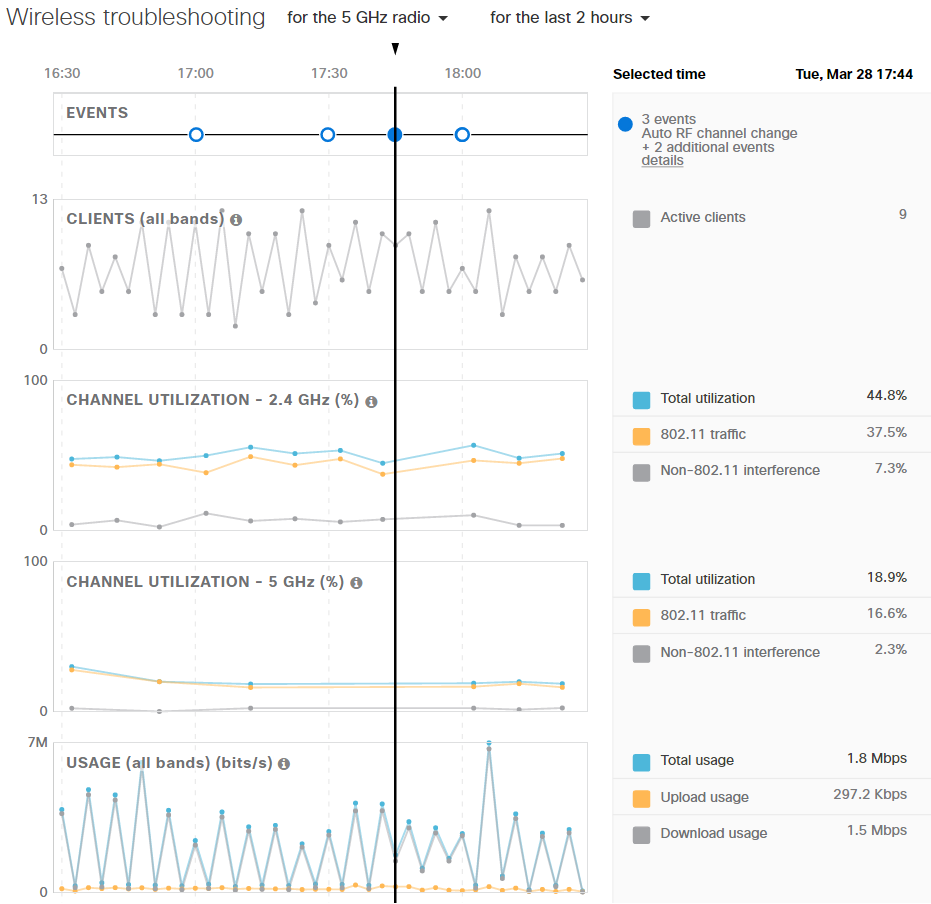 Wireless troubleshooting for the 5 GHz radio for the last 2 hours
16:30 17:00 17:30 18:00
Selected time Tue, Mar 28 17:44
EVENTS
3 events
Auto RF channel change
+ 2 additional events
details
13
CLIENTS (all bands)
0
Active clients 9
100
CHANNEL UTILIZATION - 2.4 GHz (%)
0
Total utilization 44.8%
802.11 traffic 37.5%
Non-802.11 interference 7.3%
100
CHANNEL UTILIZATION - 5 GHz (%)
0
Total utilization 18.9%
802.11 traffic 16.6%
Non-802.11 interference 2.3%
7M
USAGE (all bands) (bits/s)
0
Total usage 1.8 Mbps
Upload usage 297.2 Kbps
Download usage 1.5 Mbps